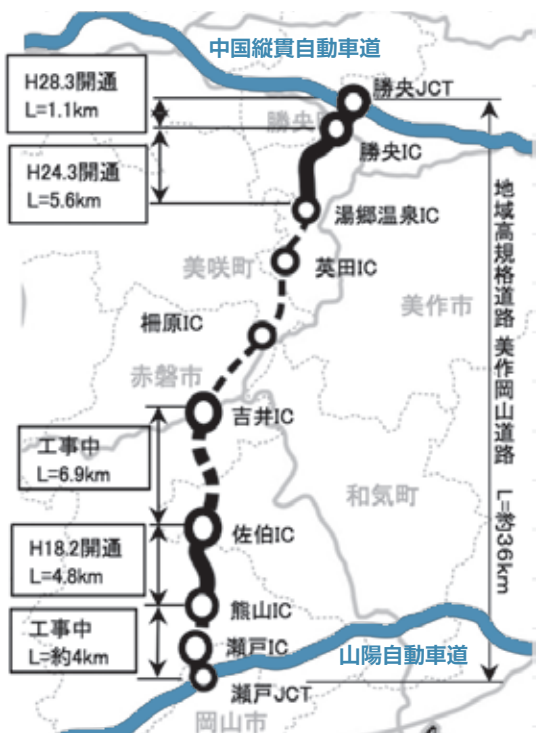 中国縦貫自動車道
H28.3開通
L=1.1km
勝央JCT
勝央
勝央IC
H24.3開通
L=5.6km
湯郷温泉IC
地域高規格道路 美作岡山道路 L=約36km
美咲町
英田IC
美作市
柵原IC
赤磐市
吉井IC
工事中
L=6.9km
和気町
佐伯IC
H18.2開通
L=4.8km
熊山IC
工事中
L=約4km
瀬戸IC
山陽自動車道
瀬戸JCT
岡山市